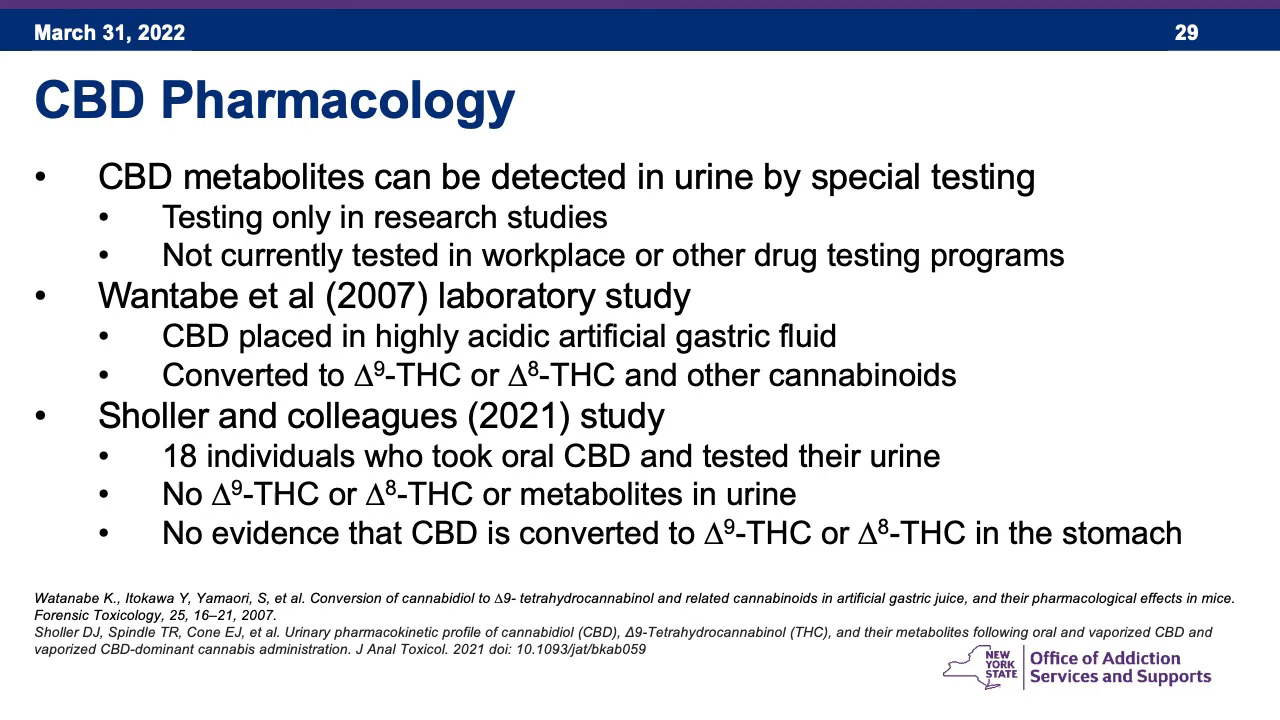 March 31, 2022
29
CBD Pharmacology
• CBD metabolites can be detected in urine by special testing
• Testing only in research studies
• Not currently tested in workplace or other drug testing programs
• Wantabe et al (2007) laboratory study
• CBD placed in highly acidic artificial gastric fluid
• Converted to Δ⁹-THC or Δ⁸-THC and other cannabinoids
• Sholler and colleagues (2021) study
• 18 individuals who took oral CBD and tested their urine
• No Δ⁹-THC or Δ⁸-THC or metabolites in urine
• No evidence that CBD is converted to Δ⁹-THC or Δ⁸-THC in the stomach
Watanabe K., Itokawa Y, Yamaori, S, et al. Conversion of cannabidiol to Δ9- tetrahydrocannabinol and related cannabinoids in artificial gastric juice, and their pharmacological effects in mice.
Forensic Toxicology, 25, 16–21, 2007.
Sholler DJ, Spindle TR, Cone EJ, et al. Urinary pharmacokinetic profile of cannabidiol (CBD), Δ9-Tetrahydrocannabinol (THC), and their metabolites following oral and vaporized CBD and
vaporized CBD-dominant cannabis administration. J Anal Toxicol. 2021 doi: 10.1093/jat/bkab059
NEW
YORK
STATE
Office of Addiction
Services and Supports